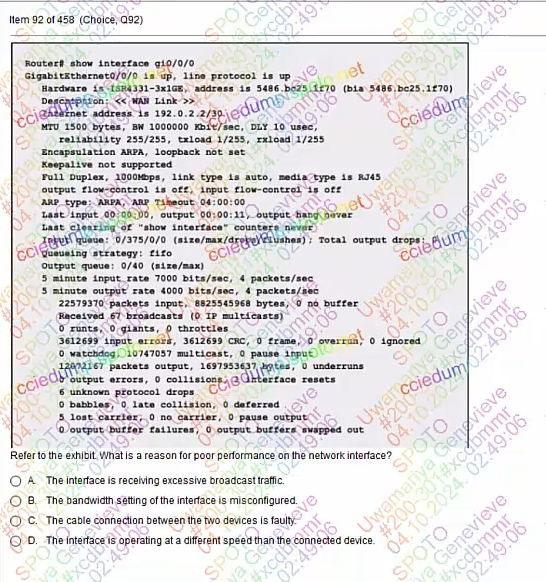 Item 92 of 458 (Choice, Q92)
Router# show interface gi0/0/0
GigabitEthernet0/0/0 is up, line protocol is up
Hardware is ISR4331-3x1GE, address is 5486.bc25.1f70 (bia 5486.bc25.1f70)
Description: << WAN Link >>
Internet address is 192.0.2.2/30
MTU 1500 bytes, BW 1000000 Kbit/sec, DLY 10 usec,
reliability 255/255, txload 1/255, rxload 1/255
Encapsulation ARPA, loopback not set
Keepalive not supported
Full Duplex, 1000Mbps, link type is auto, media type is RJ45
output flow-control is off, input flow-control is off
ARP type: ARPA, ARP Timeout 04:00:00
Last input 00:00:00, output 00:00:11, output hang never
Last clearing of "show interface" counters never
Input queue: 0/375/0/0 (size/max/drops/flushes); Total output drops:
Queueing strategy: fifo
Output queue: 0/40 (size/max)
5 minute input rate 7000 bits/sec, 4 packets/sec
5 minute output rate 4000 bits/sec, 4 packets/sec
22579370 packets input, 8825545968 bytes, 0 no buffer
Received 67 broadcasts (0 IP multicasts)
0 runts, 0 giants, 0 throttles
3612699 input errors, 3612699 CRC, 0 frame, 0 overrun, 0 ignored
0 watchdog, 10747057 multicast, 0 pause input
12072167 packets output, 1697953637 bytes, 0 underruns
output errors, 0 collisions, interface resets
6 unknown protocol drops
0 babbles, 0 late collision, 0 deferred
5 lost carrier, 0 no carrier, 0 pause output
0 output buffer failures, 0 output buffers swapped out
Refer to the exhibit. What is a reason for poor performance on the network interface?
A. The interface is receiving excessive broadcast traffic.
B. The bandwidth setting of the interface is misconfigured.
C. The cable connection between the two devices is faulty.
D. The interface is operating at a different speed than the connected device.